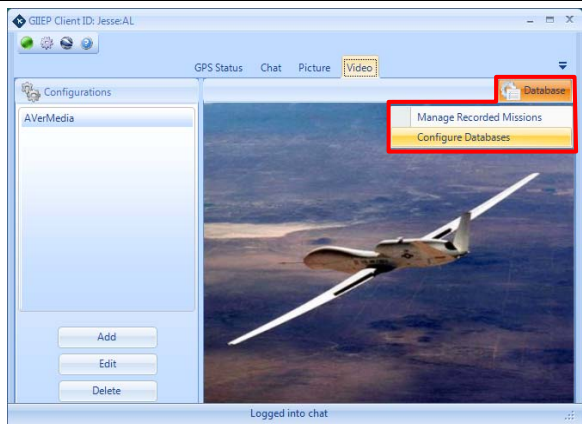 GIIEP Client ID: Jesse:AL
GPS Status Chat Picture Video
Configurations
Database
AVerMedia
Manage Recorded Missions
Configure Databases
Add
Edit
Delete
Logged into chat